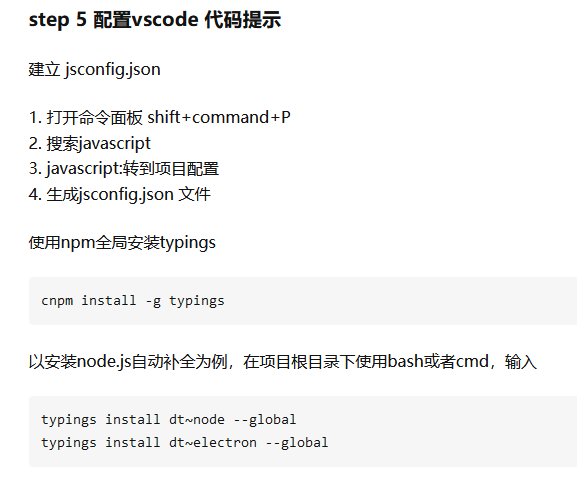 step 5 配置vscode 代码提示
建立 jsconfig.json
1. 打开命令面板 shift+command+P
2. 搜索javascript
3. javascript:转到项目配置
4. 生成jsconfig.json 文件
使用npm全局安装typings
cnpm install -g typings
以安装node.js自动补全为例，在项目根目录下使用bash或者cmd，输入
typings install dt~node --global
typings install dt~electron --global